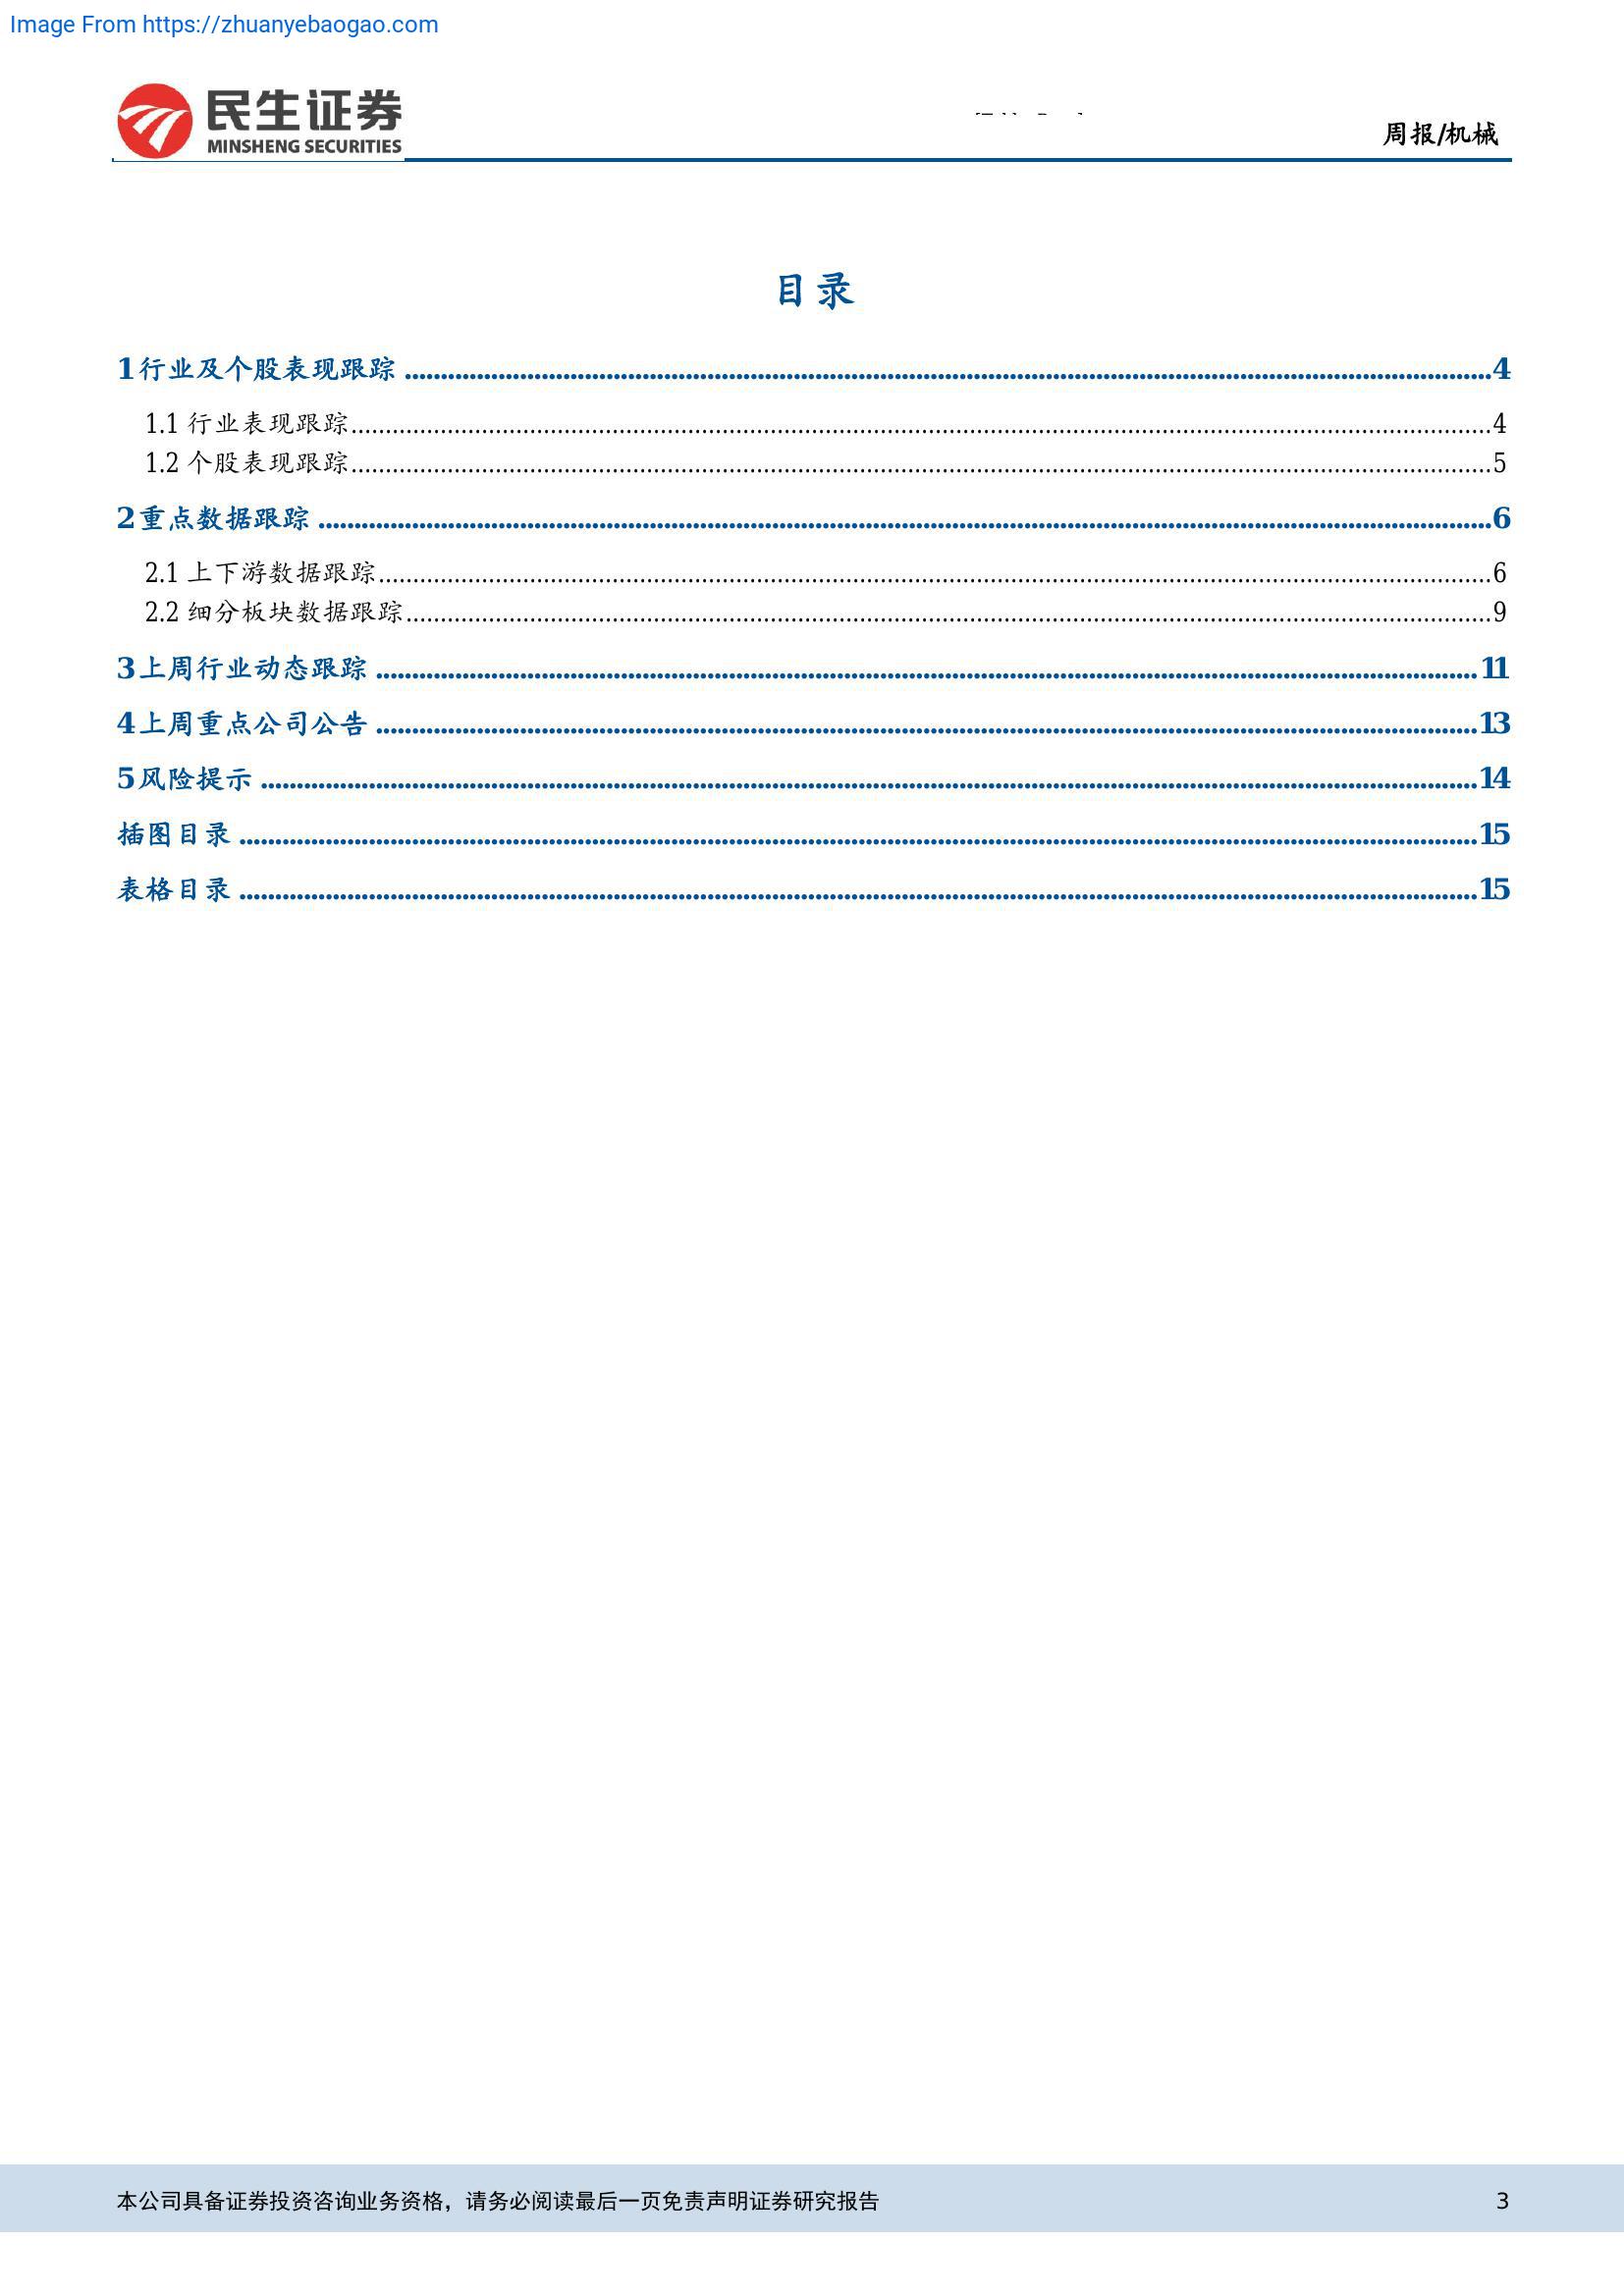 Image From https://zhuanyebaogao.com
民生证券
MINSHENG SECURITIES
周报/机械
目录
1行业及个股表现跟踪 ........ 4
1.1 行业表现跟踪........ 4
1.2 个股表现跟踪........ 5
2重点数据跟踪 ........ 6
2.1 上下游数据跟踪........ 6
2.2 细分板块数据跟踪........ 9
3上周行业动态跟踪 ........ 11
4上周重点公司公告 ........ 13
5风险提示 ........ 14
插图目录 ........ 15
表格目录 ........ 15
本公司具备证券投资咨询业务资格，请务必阅读最后一页免责声明证券研究报告 3